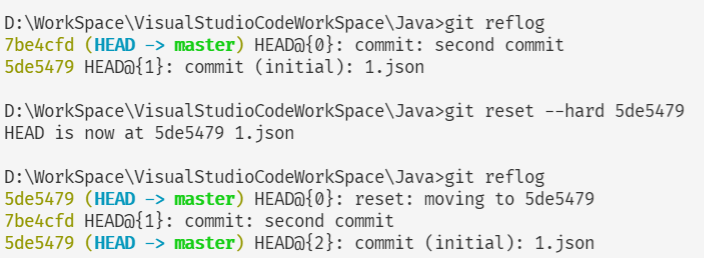 D:\WorkSpace\VisualStudioCodeWorkSpace\Java>git reflog
7be4cfd (HEAD -> master) HEAD@{0}: commit: second commit
5de5479 HEAD@{1}: commit (initial): 1.json
D:\WorkSpace\VisualStudioCodeWorkSpace\Java>git reset --hard 5de5479
HEAD is now at 5de5479 1.json
D:\WorkSpace\VisualStudioCodeWorkSpace\Java>git reflog
5de5479 (HEAD -> master) HEAD@{0}: reset: moving to 5de5479
7be4cfd HEAD@{1}: commit: second commit
5de5479 (HEAD -> master) HEAD@{2}: commit (initial): 1.json